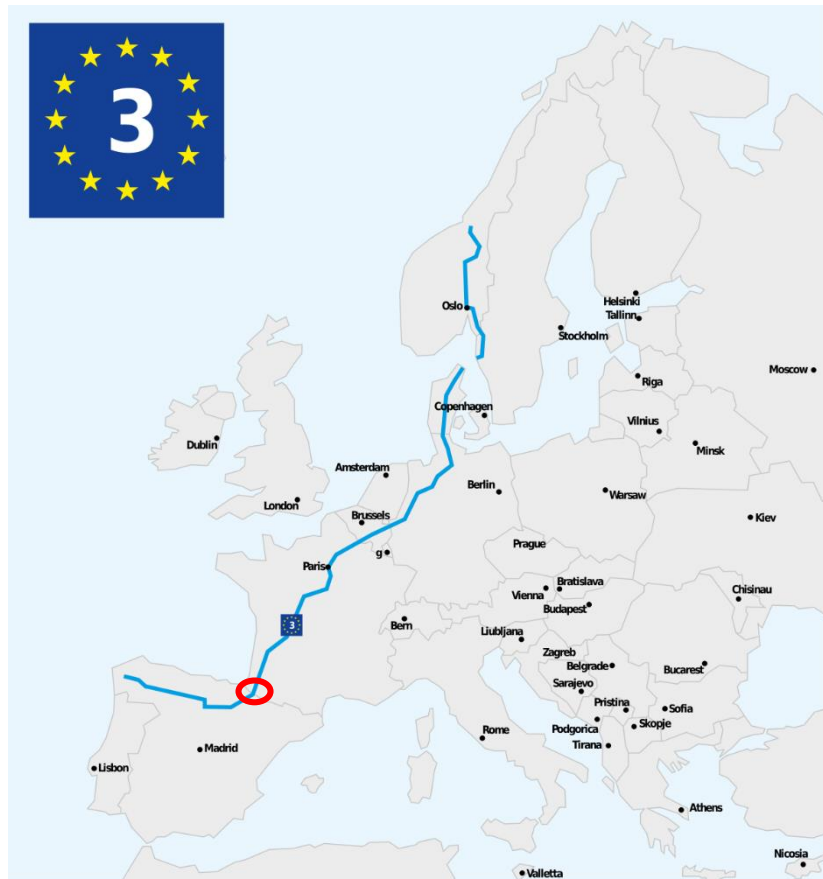 3
Oslo
Helsinki
Tallinn
Stockholm
Moscow
Riga
Copenhagen
Vilnius
Dublin
Minsk
Amsterdam
Berlin
Warsaw
London
Brussels
Kiev
Prague
g
Paris
Bratislava
Vienna
Chisinau
Budapest
3
Bern
Liubljana
Zagreb
Belgrade
Bucarest
Sarajevo
Pristina
Sofia
Podgorica
Skopje
Rome
Tirana
Madrid
Lisbon
Athens
Nicosia
Valletta